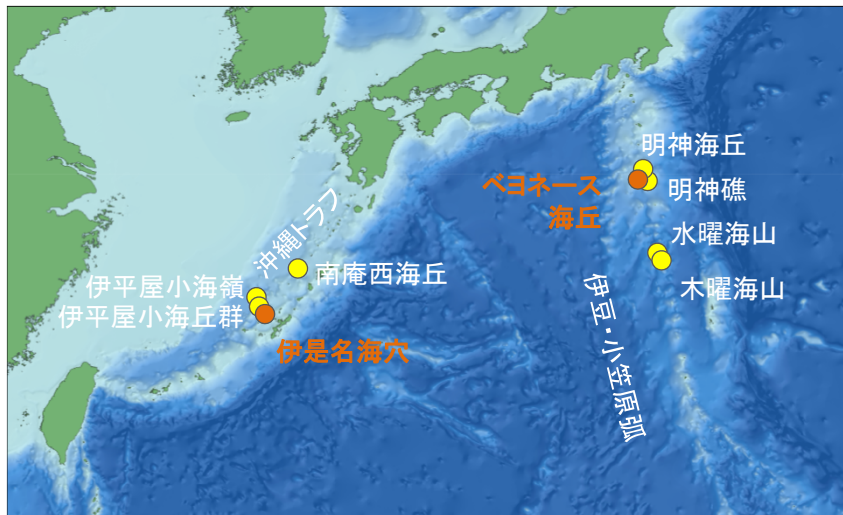 明神海丘
ベヨネース
海丘
明神礁
水曜海山
木曜海山
沖縄トラフ
南奄西海丘
伊平屋小海嶺
伊平屋小海丘群
伊是名海穴
伊豆・小笠原弧